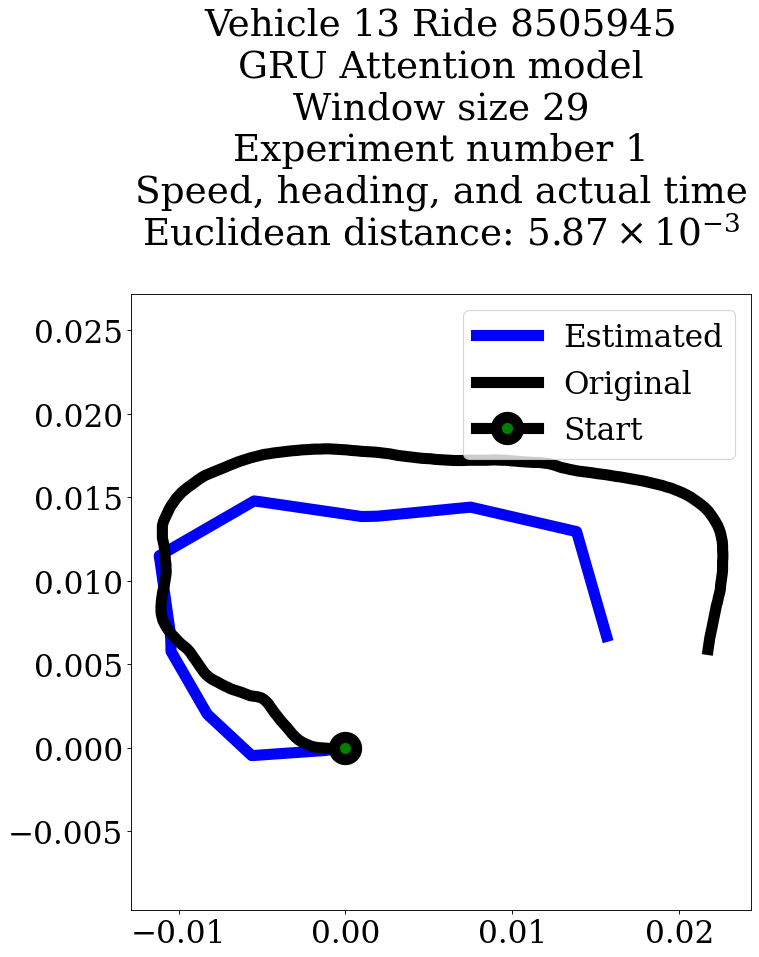 Vehicle 13 Ride 8505945
GRU Attention model
Window size 29
Experiment number 1
Speed, heading, and actual time
Euclidean distance: 5.87 × 10⁻³
Estimated
Original
Start
0.025
0.020
0.015
0.010
0.005
0.000
−0.005
−0.01 0.00 0.01 0.02